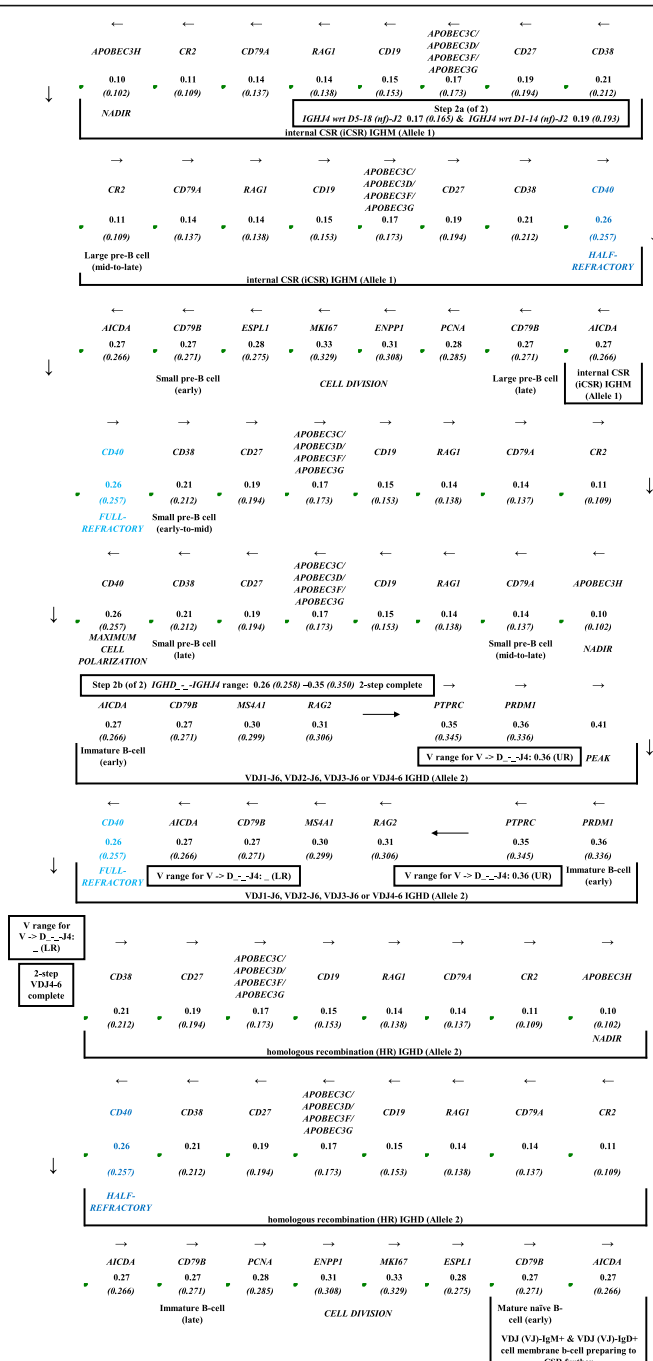 ← ← ← ← ← ← ← ←
APOBEC3H CR2 CD79A RAG1 CD19 APOBEC3C/ APOBEC3D/ APOBEC3F/ APOBEC3G CD27 CD38
0.10 0.11 0.14 0.14 0.15 0.17 0.19 0.21
↓ (0.102) (0.109) (0.137) (0.138) (0.153) (0.173) (0.194) (0.212)
NADIR
Step 2a (of 2)
IGHJ4 wrt D5-18 (nf)-J2 0.17 (0.165) & IGHJ4 wrt D1-14 (nf)-J2 0.19 (0.193)
internal CSR (iCSR) IGHM (Allele 1)
→ → → → → → → →
CR2 CD79A RAG1 CD19 APOBEC3C/ APOBEC3D/ APOBEC3F/ APOBEC3G CD27 CD38 CD40
0.11 0.14 0.14 0.15 0.17 0.19 0.21 0.26
(0.109) (0.137) (0.138) (0.153) (0.173) (0.194) (0.212) (0.257) ↓
Large pre-B cell (mid-to-late) HALF-REFRACTORY
internal CSR (iCSR) IGHM (Allele 1)
← ← ← ← ← ← ← ←
AICDA CD79B ESPL1 MKI67 ENPP1 PCNA CD79B AICDA
0.27 0.27 0.28 0.33 0.31 0.28 0.27 0.27
↓ (0.266) (0.271) (0.275) (0.329) (0.308) (0.285) (0.271) (0.266)
Small pre-B cell (early) CELL DIVISION Large pre-B cell (late) internal CSR (iCSR) IGHM (Allele 1)
→ → → → → → → →
CD40 CD38 CD27 APOBEC3C/ APOBEC3D/ APOBEC3F/ APOBEC3G CD19 RAG1 CD79A CR2
0.26 0.21 0.19 0.17 0.15 0.14 0.14 0.11
(0.257) (0.212) (0.194) (0.173) (0.153) (0.138) (0.137) (0.109) ↓
FULL-REFRACTORY Small pre-B cell (early-to-mid)
← ← ← ← ← ← ← ←
CD40 CD38 CD27 APOBEC3C/ APOBEC3D/ APOBEC3F/ APOBEC3G CD19 RAG1 CD79A APOBEC3H
0.26 0.21 0.19 0.17 0.15 0.14 0.14 0.10
↓ (0.257) (0.212) (0.194) (0.173) (0.153) (0.138) (0.137) (0.102)
MAXIMUM CELL POLARIZATION Small pre-B cell (late) Small pre-B cell (mid-to-late) NADIR
Step 2b (of 2) IGHD_-_-IGHJ4 range: 0.26 (0.258) –0.35 (0.350) 2-step complete → → →
AICDA CD79B MS4A1 RAG2 → PTPRC PRDM1
0.27 0.27 0.30 0.31 0.35 0.36 0.41
(0.266) (0.271) (0.299) (0.306) (0.345) (0.336) ↓
Immature B-cell (early) V range for V -> D_-_-J4: 0.36 (UR) PEAK
VDJ1-J6, VDJ2-J6, VDJ3-J6 or VDJ4-6 IGHD (Allele 2)
← ← ← ← ← ← ←
CD40 AICDA CD79B MS4A1 RAG2 ← PTPRC PRDM1
0.26 0.27 0.27 0.30 0.31 0.35 0.36
↓ (0.257) (0.266) (0.271) (0.299) (0.306) (0.345) (0.336)
FULL-REFRACTORY V range for V -> D_-_-J4: _ (LR) V range for V -> D_-_-J4: 0.36 (UR) Immature B-cell (early)
VDJ1-J6, VDJ2-J6, VDJ3-J6 or VDJ4-6 IGHD (Allele 2)
V range for V -> D_-_-J4: _ (LR) → → → → → → → →
2-step VDJ4-6 complete CD38 CD27 APOBEC3C/ APOBEC3D/ APOBEC3F/ APOBEC3G CD19 RAG1 CD79A CR2 APOBEC3H
0.21 0.19 0.17 0.15 0.14 0.14 0.11 0.10
(0.212) (0.194) (0.173) (0.153) (0.138) (0.137) (0.109) (0.102)
NADIR
homologous recombination (HR) IGHD (Allele 2)
← ← ← ← ← ← ← ←
CD40 CD38 CD27 APOBEC3C/ APOBEC3D/ APOBEC3F/ APOBEC3G CD19 RAG1 CD79A CR2
0.26 0.21 0.19 0.17 0.15 0.14 0.14 0.11
↓ (0.257) (0.212) (0.194) (0.173) (0.153) (0.138) (0.137) (0.109)
HALF-REFRACTORY
homologous recombination (HR) IGHD (Allele 2)
→ → → → → → → →
AICDA CD79B PCNA ENPP1 MKI67 ESPL1 CD79B AICDA
0.27 0.27 0.28 0.31 0.33 0.28 0.27 0.27
(0.266) (0.271) (0.285) (0.308) (0.329) (0.275) (0.271) (0.266)
Immature B-cell (late) CELL DIVISION Mature naïve B-cell (early)
VDJ (VJ)-IgM+ & VDJ (VJ)-IgD+
cell membrane b-cell preparing to